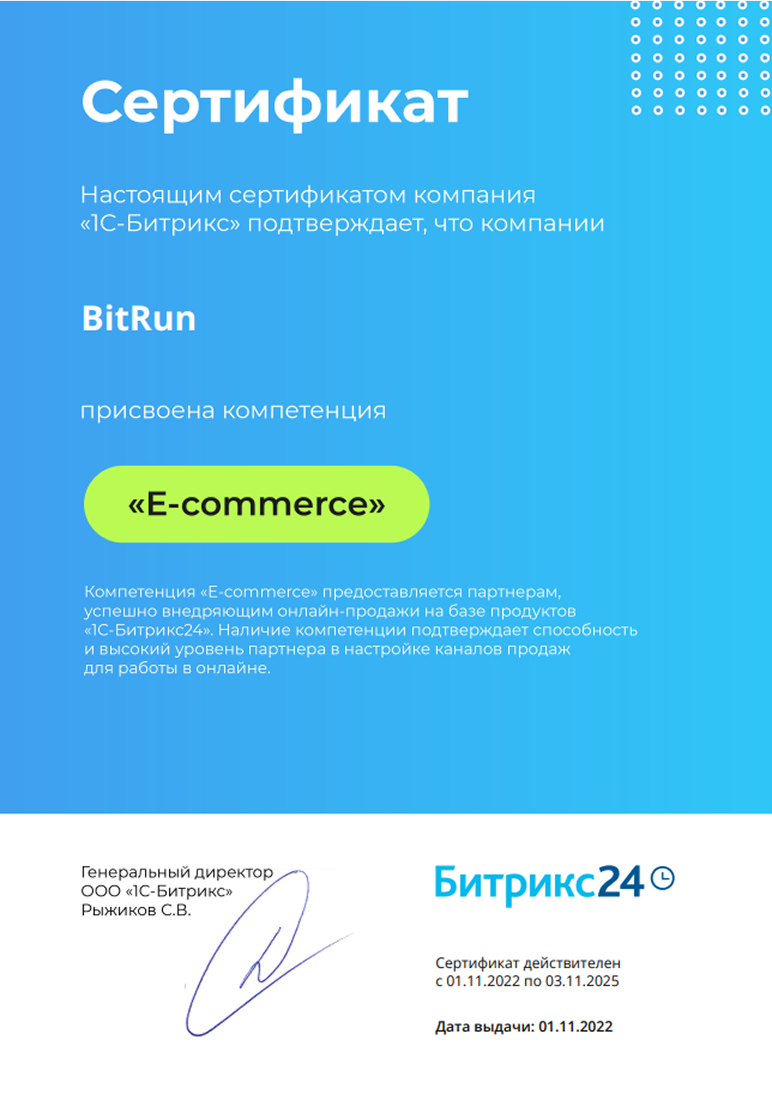 Сертификат
Настоящим сертификатом компания
«1С-Битрикс» подтверждает, что компании
BitRun
присвоена компетенция
«E-commerce»
Компетенция «E-commerce» предоставляется партнерам,
успешно внедряющим онлайн-продажи на базе продуктов
«1С-Битрикс24». Наличие компетенции подтверждает способность
и высокий уровень партнера в настройке каналов продаж
для работы в онлайне.
Генеральный директор
ООО «1С-Битрикс»
Рыжиков С.В.
Битрикс24
Сертификат действителен
с 01.11.2022 по 03.11.2025
Дата выдачи: 01.11.2022